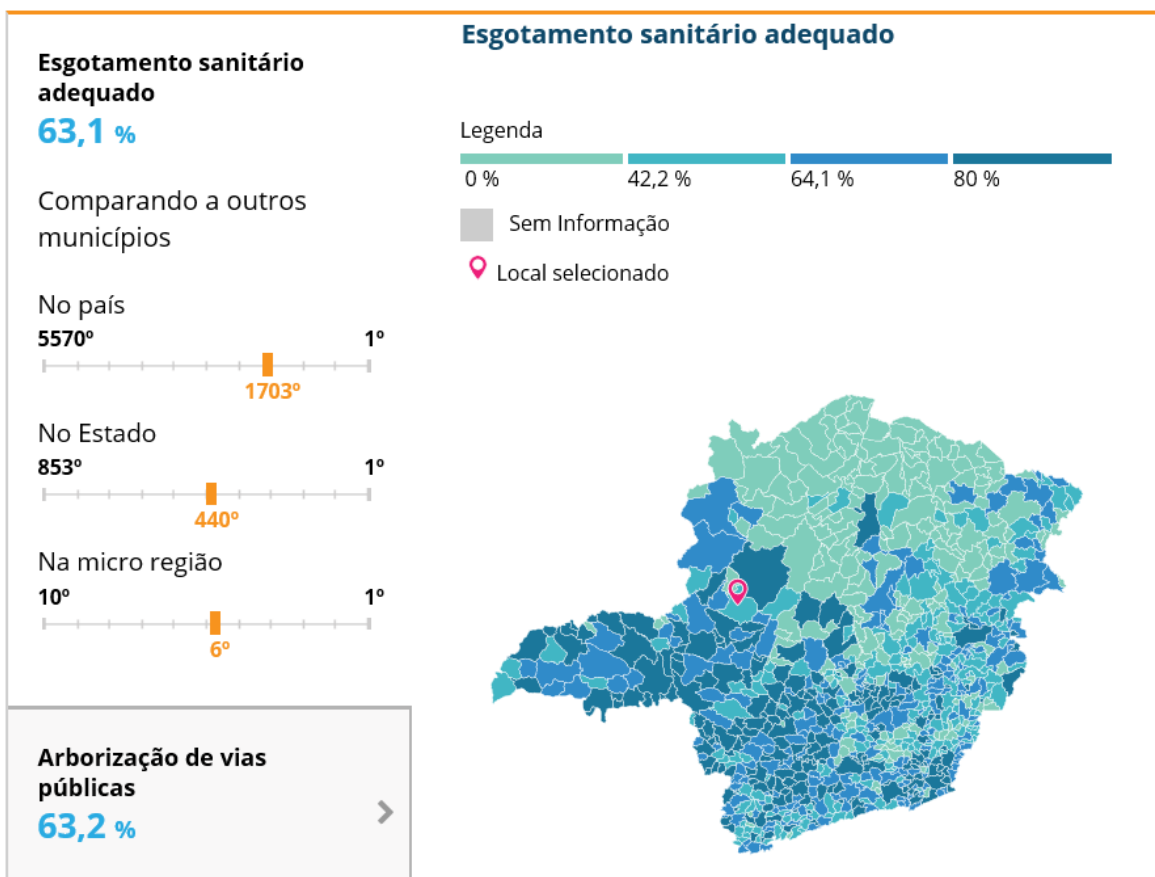 Esgotamento sanitário
adequado
63,1 %
Comparando a outros
municípios
No país
5570º 1º
1703º
No Estado
853º 1º
440º
Na micro região
10º 1º
6º
Arborização de vias
públicas
63,2 %
Esgotamento sanitário adequado
Legenda
0 % 42,2 % 64,1 % 80 %
Sem Informação
Local selecionado